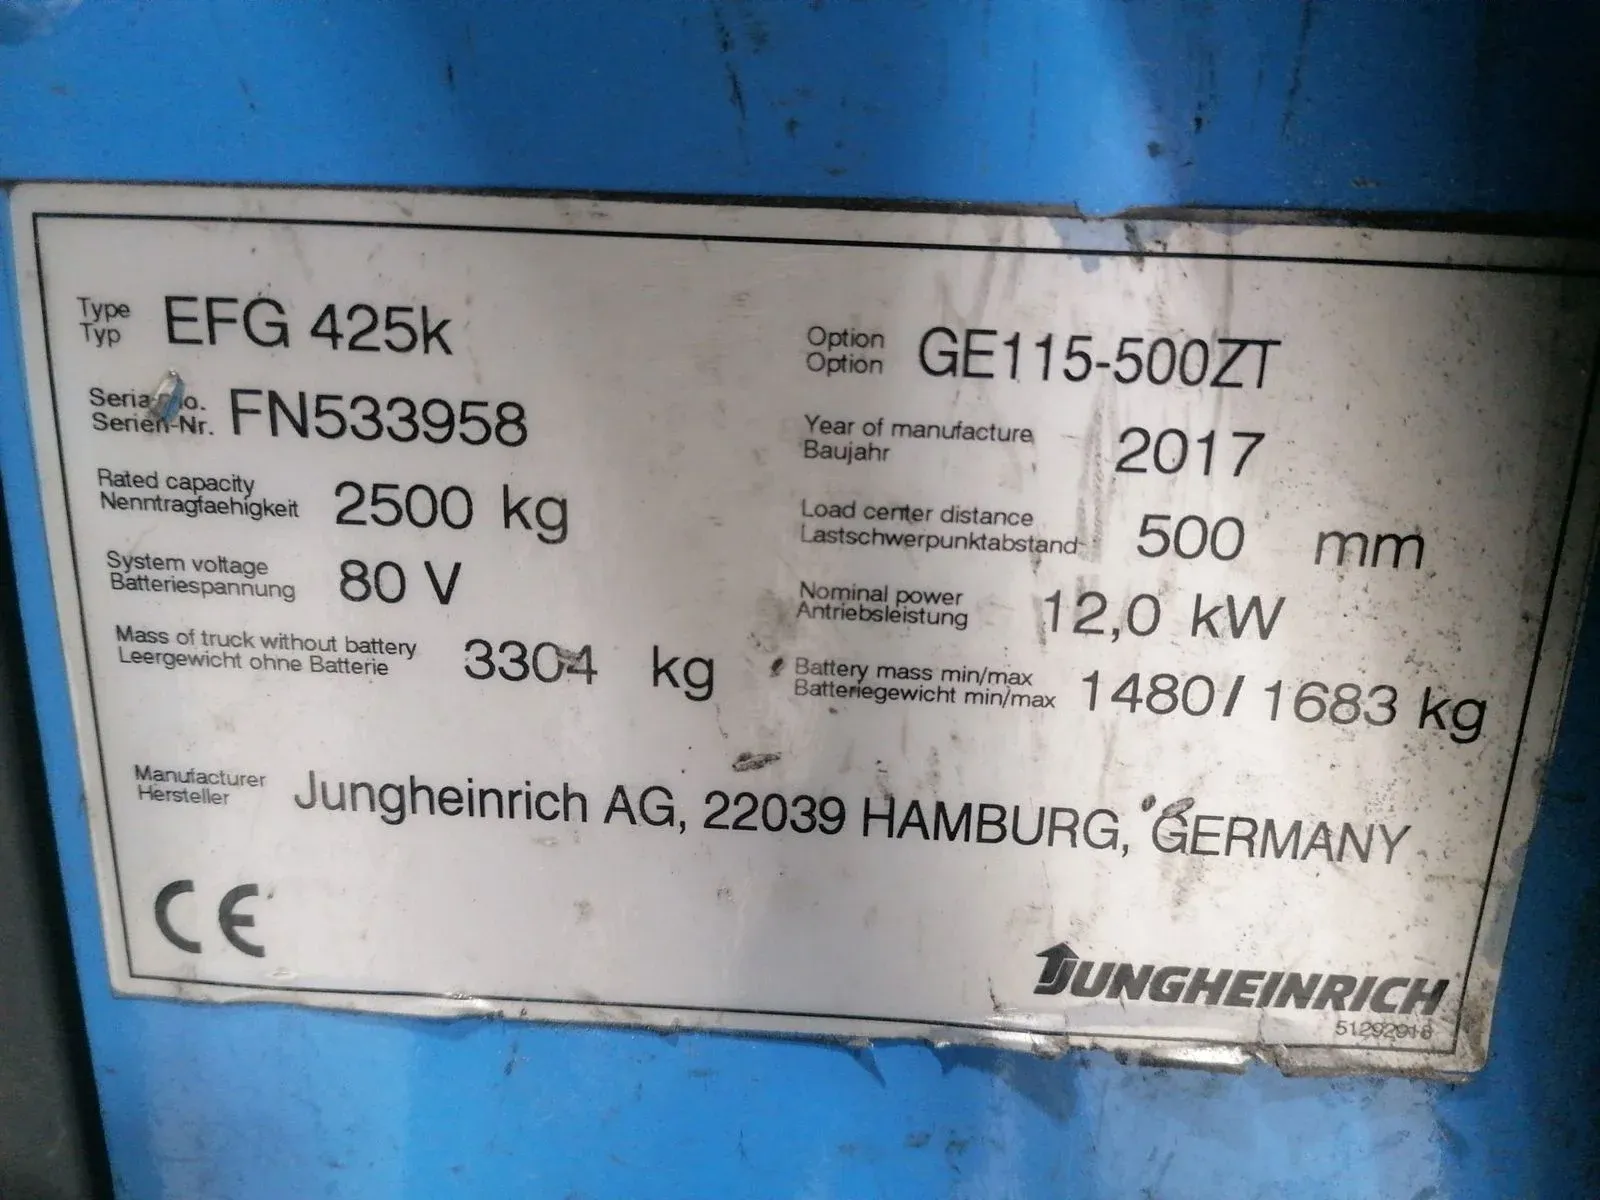 Type
Typ
EFG 425k
Option
Option
GE115-500ZT
Serial no.
Serien-Nr.
FN533958
Year of manufacture
Baujahr
2017
Rated capacity
Nenntragfaehigkeit
2500 kg
Load center distance
Lastschwerpunktabstand
500 mm
System voltage
Batteriespannung
80 V
Nominal power
Antriebsleistung
12,0 kW
Mass of truck without battery
Leergewicht ohne Batterie
3304 kg
Battery mass min/max
Batteriegewicht min/max
1480/1683 kg
Manufacturer
Hersteller
Jungheinrich AG, 22039 HAMBURG, GERMANY
CE
JUNGHEINRICH
51292918